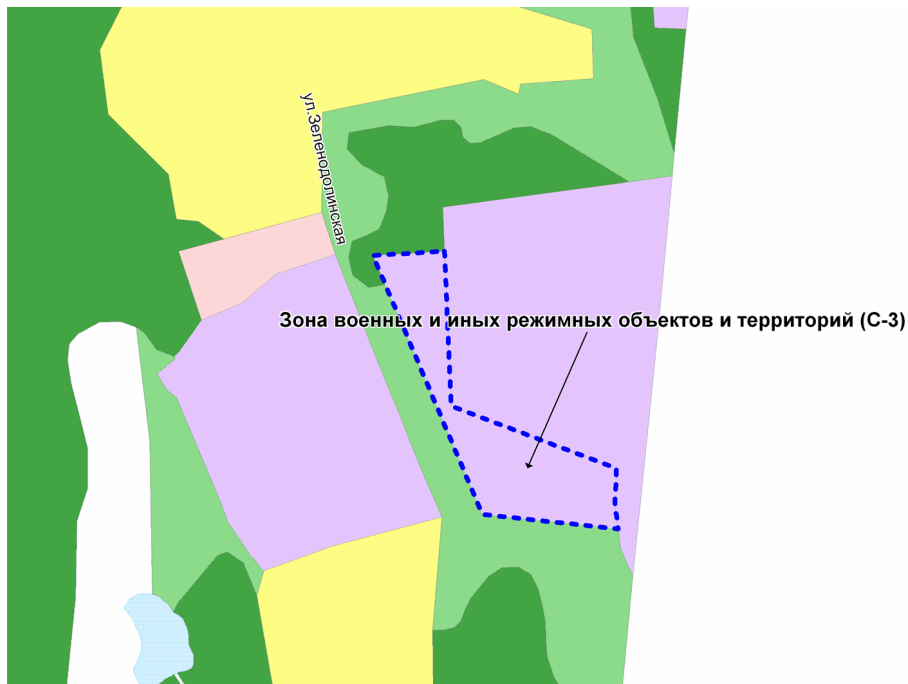 ул.Зеленодолинская
Зона военных и иных режимных объектов и территорий (С-3)